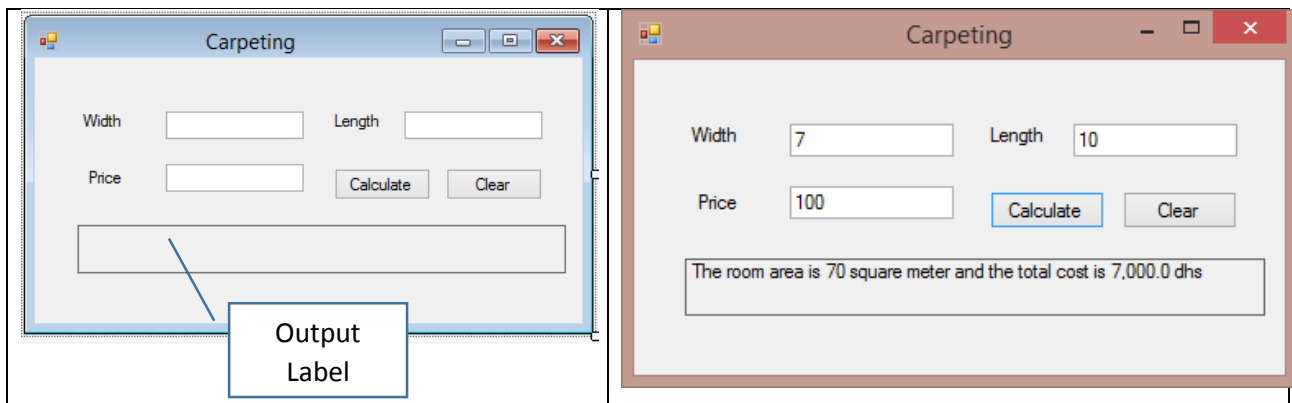 Carpeting
Width
Length
Price
Calculate
Clear
Output
Label
Carpeting
Width
7
Length
10
Price
100
Calculate
Clear
The room area is 70 square meter and the total cost is 7,000.0 dhs